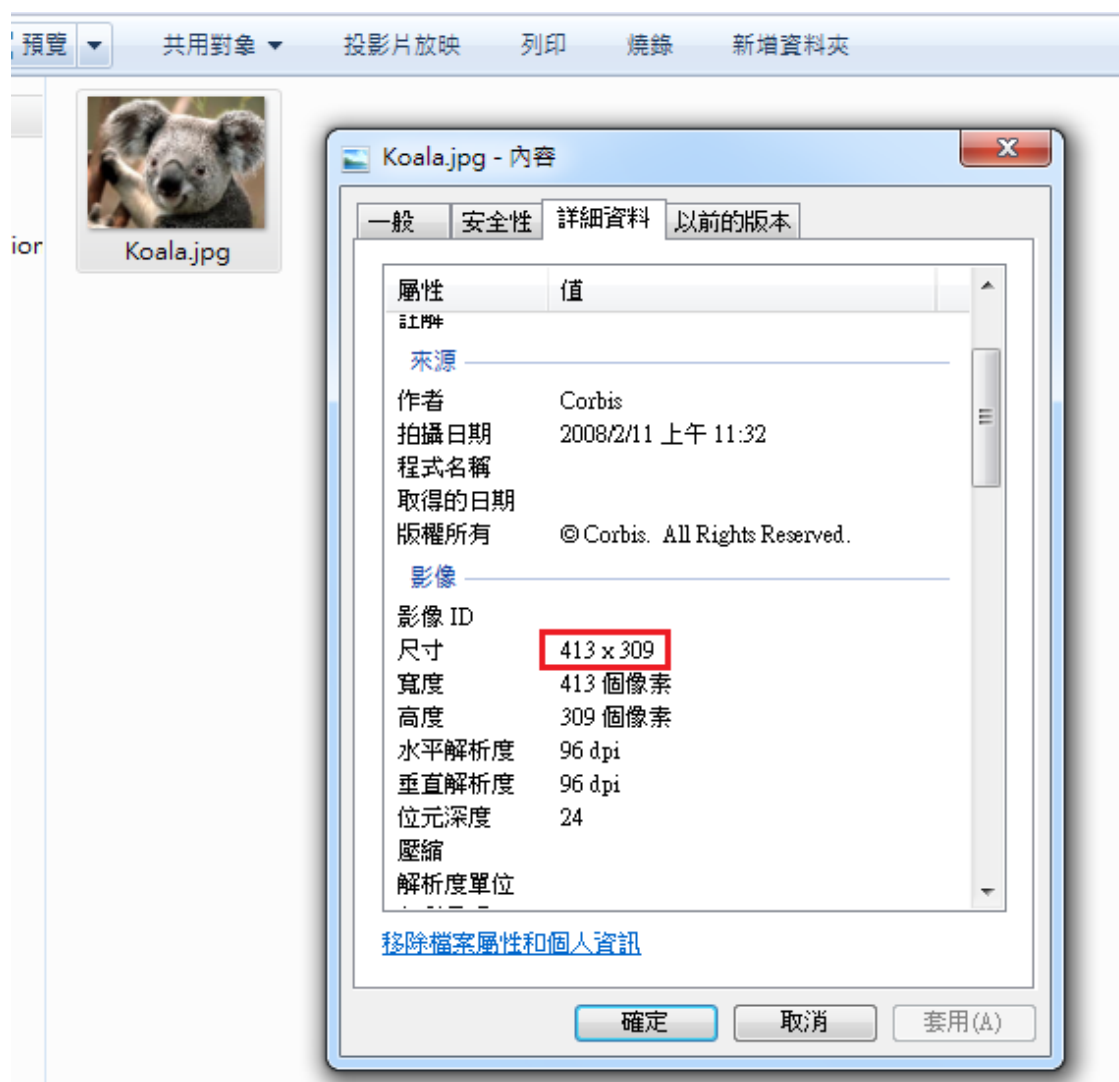 預覽 共用對象 投影片放映 列印 燒錄 新增資料夾
Koala.jpg
Koala.jpg - 內容
一般 安全性 詳細資料 以前的版本
屬性 值
註解
來源
作者 Corbis
拍攝日期 2008/2/11 上午 11:32
程式名稱
取得的日期
版權所有 © Corbis. All Rights Reserved.
影像
影像 ID
尺寸 413 x 309
寬度 413 個像素
高度 309 個像素
水平解析度 96 dpi
垂直解析度 96 dpi
位元深度 24
壓縮
解析度單位
移除檔案屬性和個人資訊
確定 取消 套用(A)